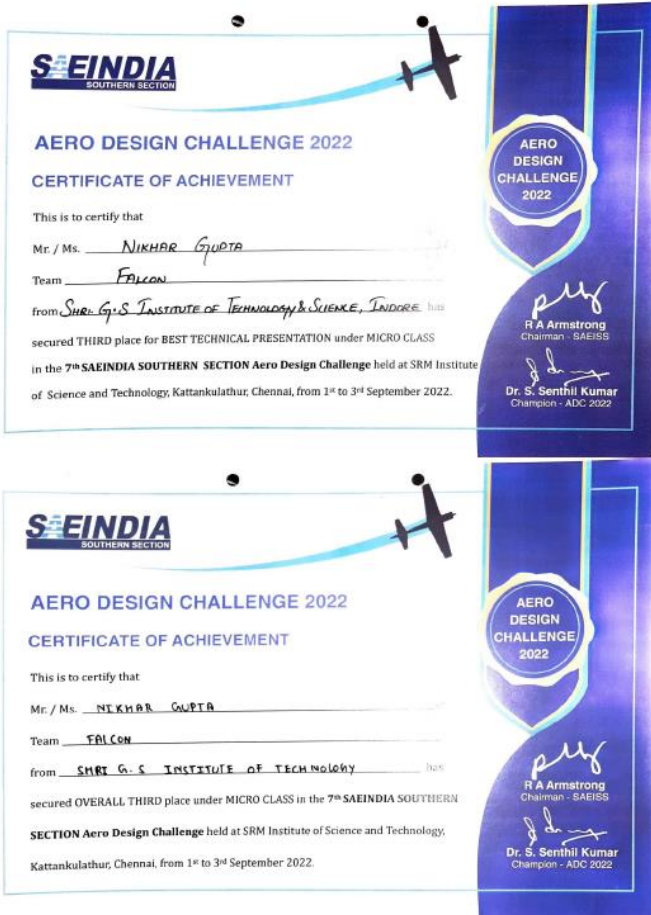 SAEINDIA
SOUTHERN SECTION
AERO DESIGN CHALLENGE 2022
CERTIFICATE OF ACHIEVEMENT
This is to certify that
Mr. / Ms. NIKHAR GUPTA
Team FALCON
from SHRI G.S INSTITUTE OF TECHNOLOGY & SCIENCE, INDORE has
secured THIRD place for BEST TECHNICAL PRESENTATION under MICRO CLASS
in the 7th SAEINDIA SOUTHERN SECTION Aero Design Challenge held at SRM Institute
of Science and Technology, Kattankulathur, Chennai, from 1st to 3rd September 2022.
AERO
DESIGN
CHALLENGE
2022
R A Armstrong
Chairman - SAEISS
Dr. S. Senthil Kumar
Champion - ADC 2022
SAEINDIA
SOUTHERN SECTION
AERO DESIGN CHALLENGE 2022
CERTIFICATE OF ACHIEVEMENT
This is to certify that
Mr. / Ms. NIKHAR GUPTA
Team FALCON
from SHRI G. S INSTITUTE OF TECHNOLOGY has
secured OVERALL THIRD place under MICRO CLASS in the 7th SAEINDIA SOUTHERN
SECTION Aero Design Challenge held at SRM Institute of Science and Technology,
Kattankulathur, Chennai, from 1st to 3rd September 2022.
AERO
DESIGN
CHALLENGE
2022
R A Armstrong
Chairman - SAEISS
Dr. S. Senthil Kumar
Champion - ADC 2022